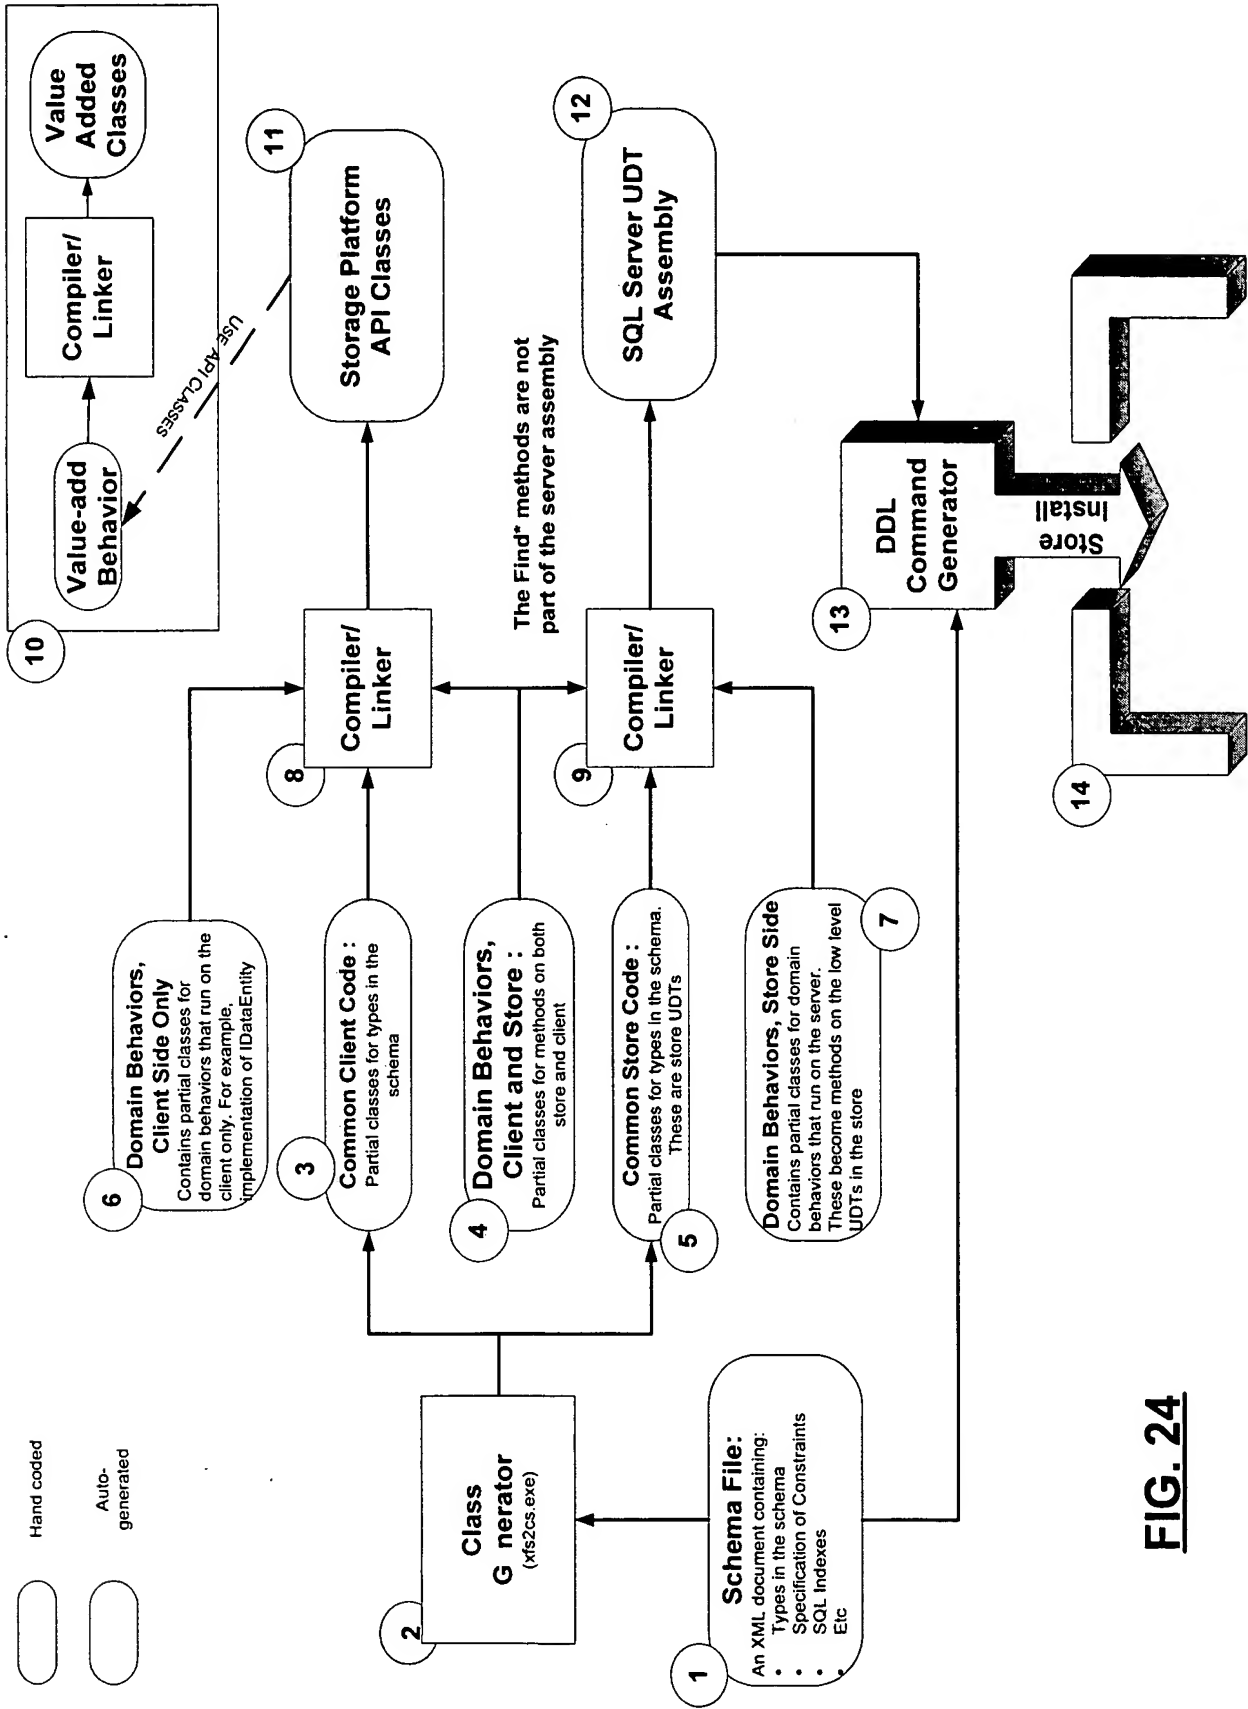 Hand coded
Auto-
generated
6
Domain Behaviors,
Client Side Only
Contains partial classes for
domain behaviors that run on the
client only. For example,
implementation of IDataEntity
10
Value-add
Behavior
Compiler/
Linker
Value
Added
Classes
USE API CLASSES
3
Common Client Code :
Partial classes for types in the
schema
8
Compiler/
Linker
11
Storage Platform
API Classes
2
Class
G nerator
(xfs2cs.exe)
4
Domain Behaviors,
Client and Store :
Partial classes for methods on both
store and client
The Find* methods are not
part of the server assembly
5
Common Store Code :
Partial classes for types in the schema.
These are store UDTs
9
Compiler/
Linker
12
SQL Server UDT
Assembly
1
Schema File:
An XML document containing:
• Types in the schema
• Specification of Constraints
• SQL Indexes
• Etc
7
Domain Behaviors, Store Side
Contains partial classes for domain
behaviors that run on the server.
These become methods on the low level
UDTs in the store
13
DDL
Command
Generator
Store
Install
14
FIG. 24